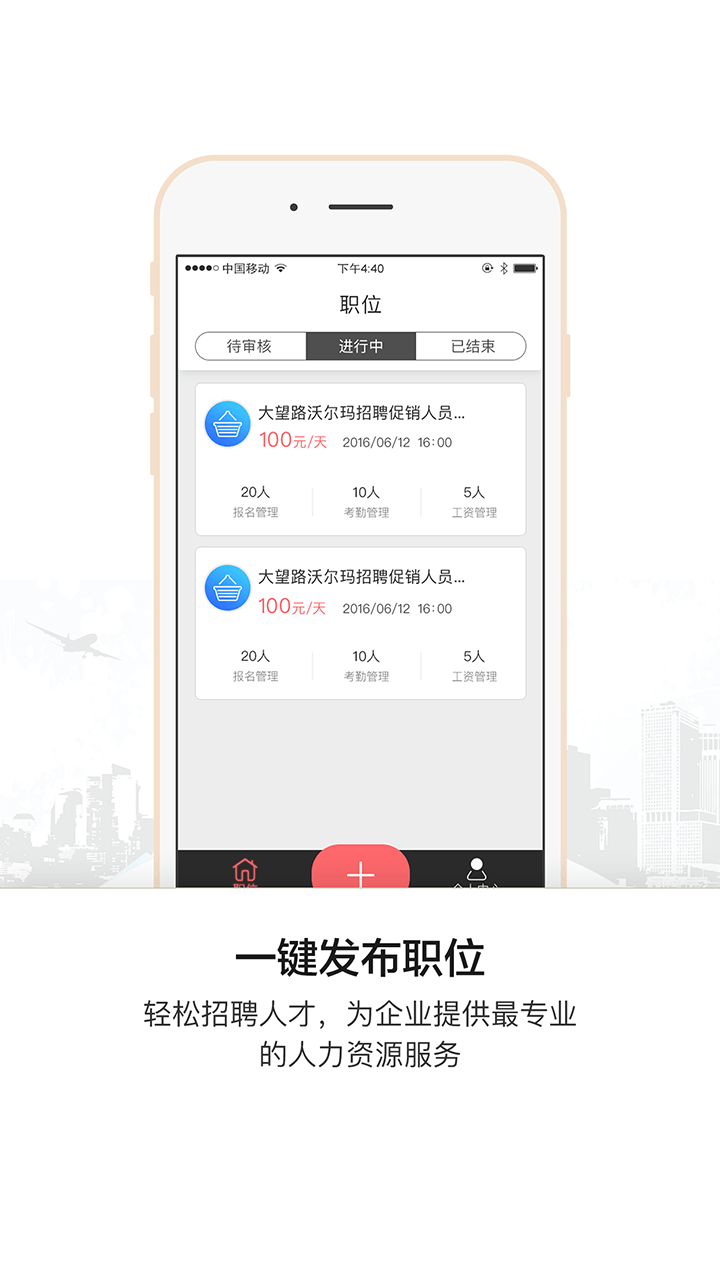 中国移动 下午4:40
职位
待审核 进行中 已结束
大望路沃尔玛招聘促销人员...
100元/天 2016/06/12 16:00
20人 10人 5人
报名管理 考勤管理 工资管理
大望路沃尔玛招聘促销人员...
100元/天 2016/06/12 16:00
20人 10人 5人
报名管理 考勤管理 工资管理
一键发布职位
轻松招聘人才，为企业提供最专业
的人力资源服务